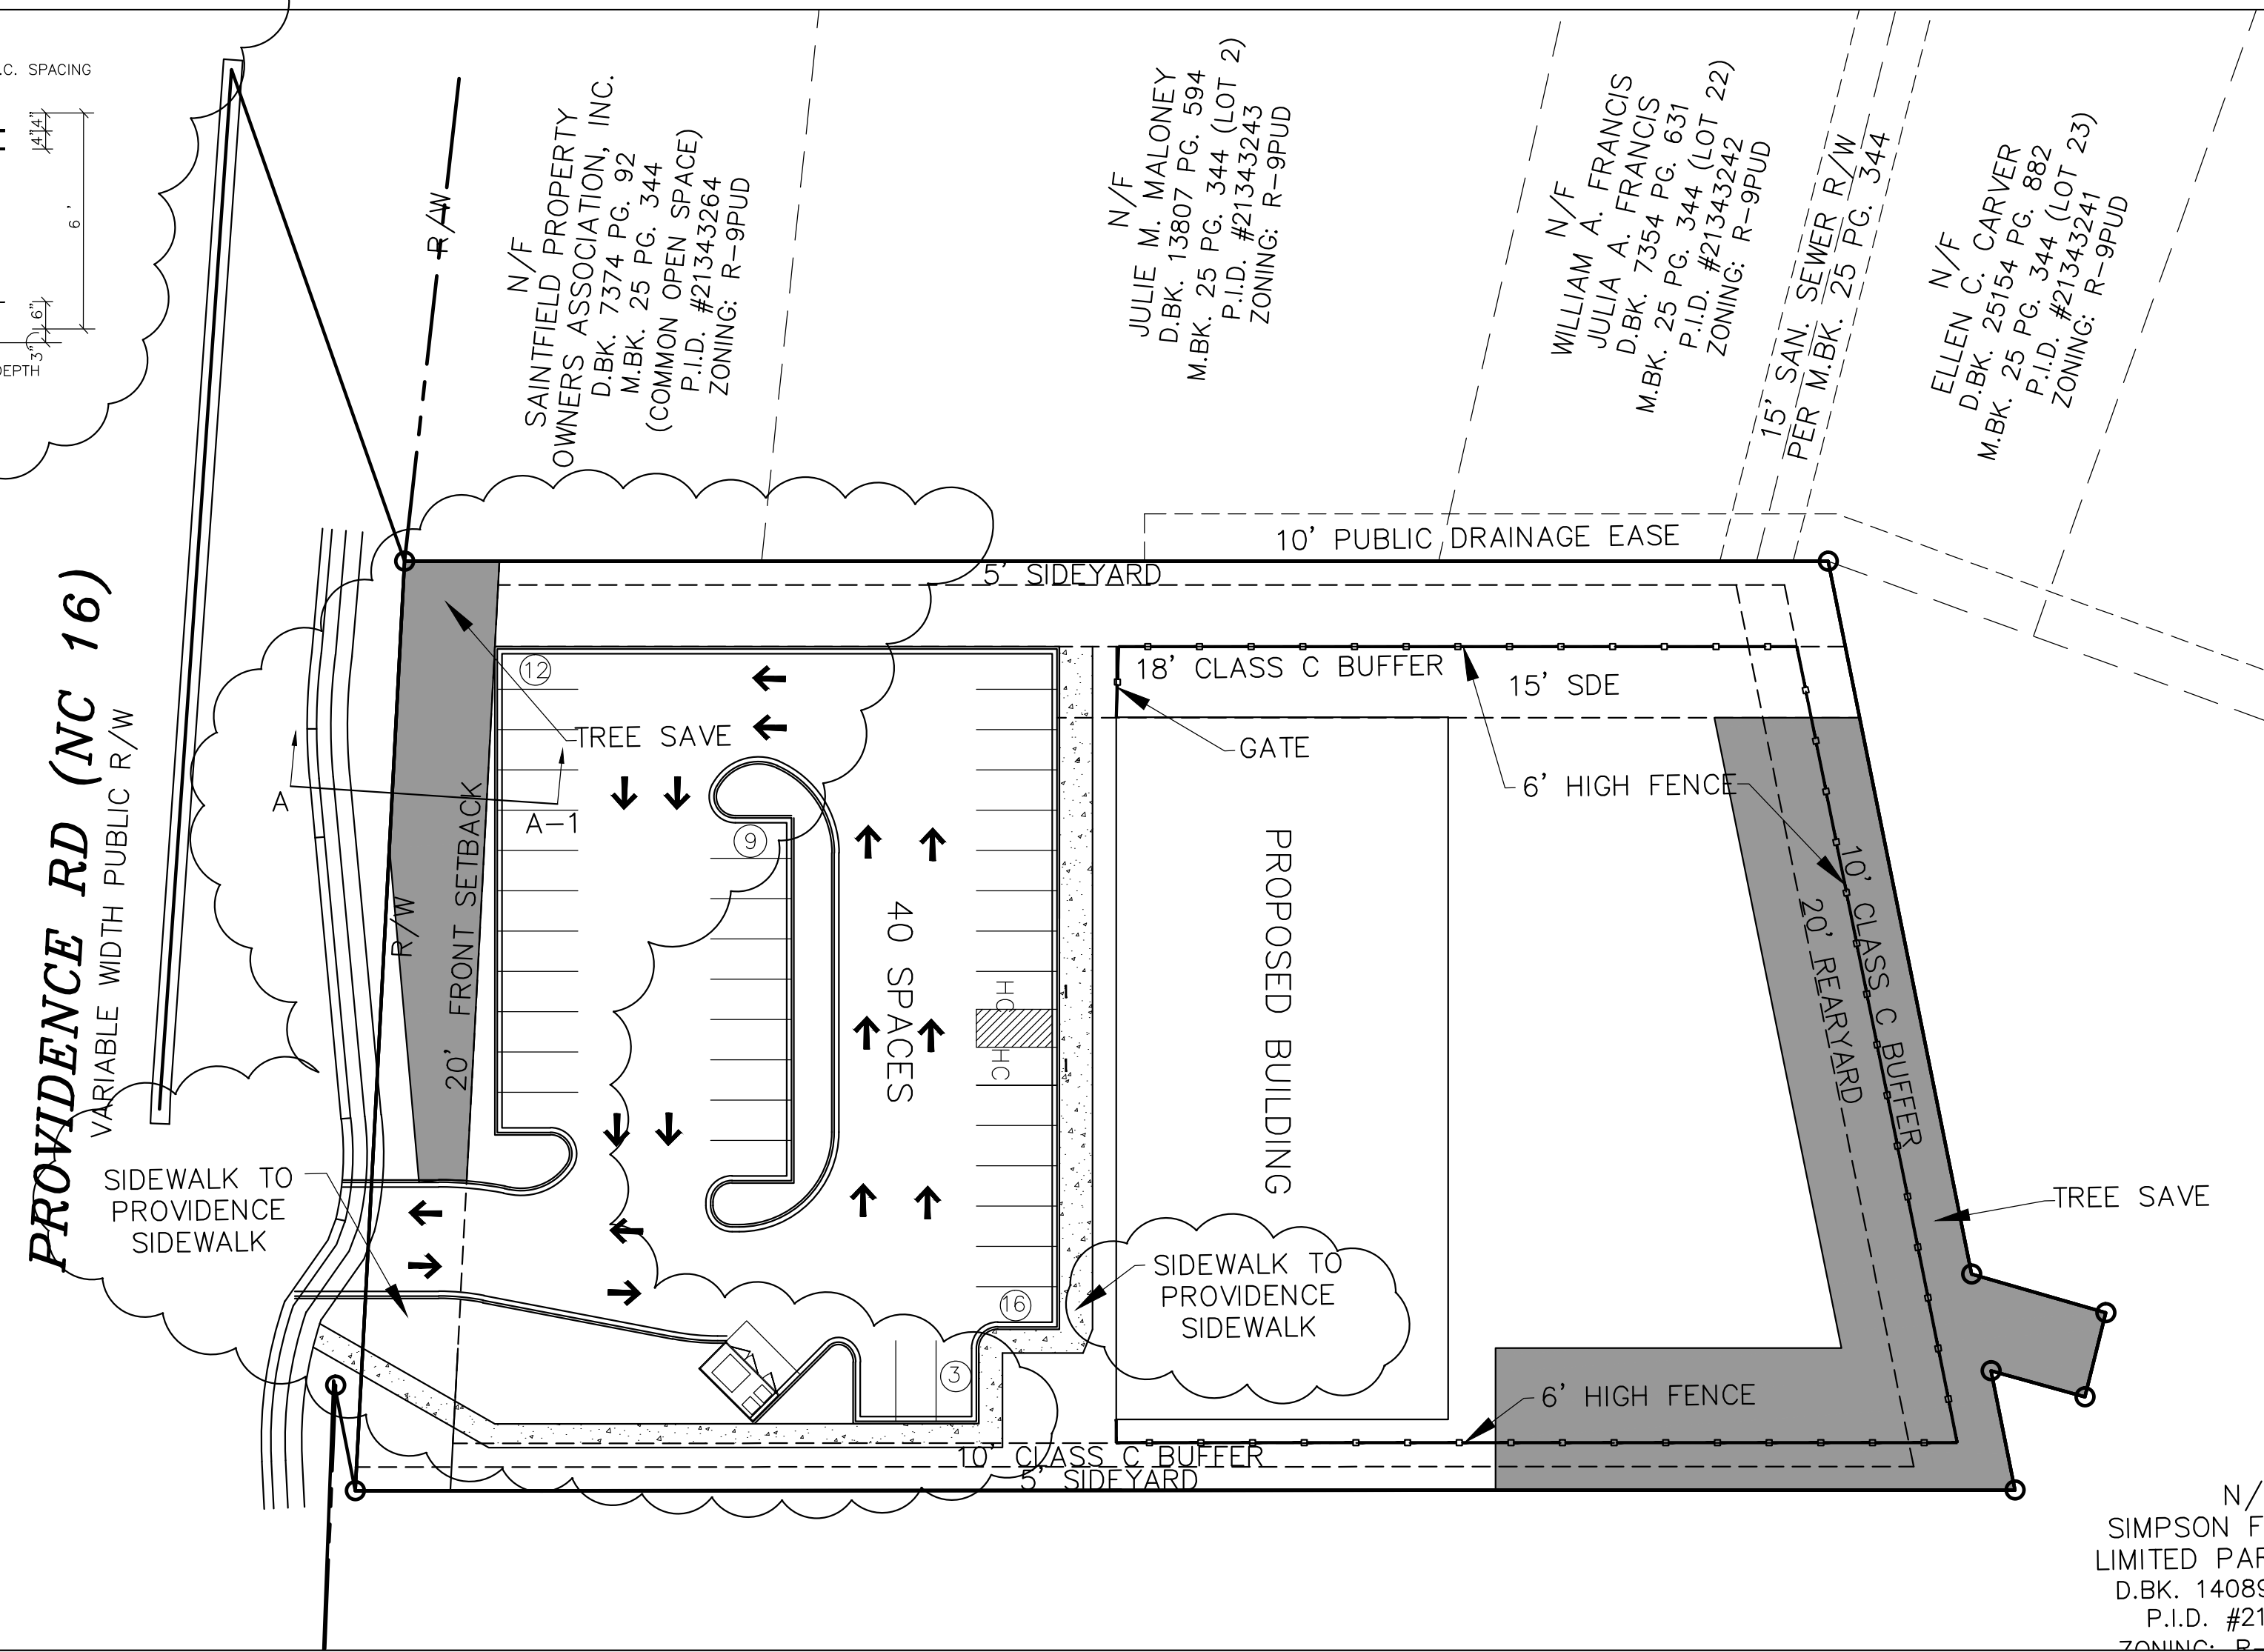 .C. SPACING
4"
4"
6 '
6"
3"
DEPTH
R/W
N/F
SAINTFIELD PROPERTY
OWNERS ASSOCIATION, INC.
D.BK. 7374 PG. 92
M.BK. 25 PG. 344
(COMMON OPEN SPACE)
P.I.D. #21343264
ZONING: R-9PUD
N/F
JULIE M. MALONEY
D.BK. 13807 PG. 594
M.BK. 25 PG. 344 (LOT 2)
P.I.D. #21343243
ZONING: R-9PUD
N/F
WILLIAM A. FRANCIS
JULIA A. FRANCIS
D.BK. 7354 PG. 631
M.BK. 25 PG. 344 (LOT 22)
P.I.D. #21343242
ZONING: R-9PUD
15' SAN. SEWER R/W
PER M.BK. 25 PG. 344
N/F
ELLEN C. CARVER
D.BK. 25154 PG. 882
M.BK. 25 PG. 344 (LOT 23)
P.I.D. #21343241
ZONING: R-9PUD
10' PUBLIC DRAINAGE EASE
5' SIDEYARD
18' CLASS C BUFFER
15' SDE
12
TREE SAVE
GATE
6' HIGH FENCE
A
A-1
9
PROVIDENCE RD (NC 16)
VARIABLE WIDTH PUBLIC R/W
R/W
20' FRONT SETBACK
40 SPACES
HC
HC
PROPOSED BUILDING
10' CLASS C BUFFER
20' REARYARD
SIDEWALK TO
PROVIDENCE
SIDEWALK
TREE SAVE
SIDEWALK TO
PROVIDENCE
SIDEWALK
16
3
6' HIGH FENCE
10' CLASS C BUFFER
5' SIDEYARD
N/
SIMPSON F
LIMITED PAR
D.BK. 14089
P.I.D. #21
ZONING: R-